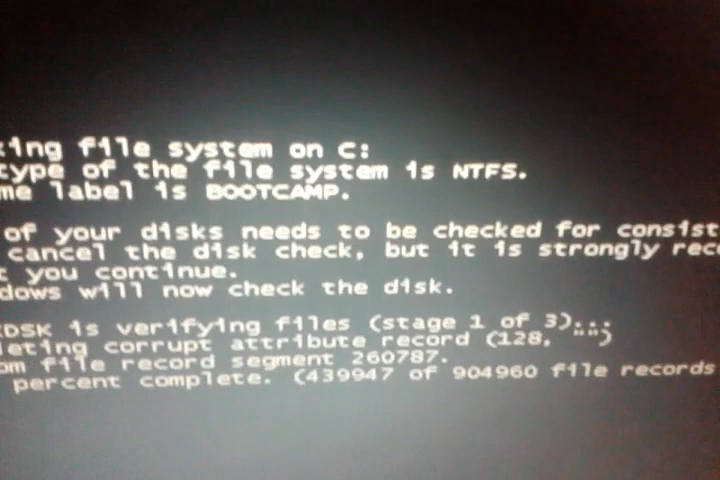 king file system on C:
type of the file system is NTFS.
me label is BOOTCAMP.
of your disks needs to be checked for consist
cancel the disk check, but it is strongly reco
t you continue.
dows will now check the disk.
KDSK is verifying files (stage 1 of 3)...
leting corrupt attribute record (128, "")
om file record segment 260787.
percent complete. (439947 of 904960 file records